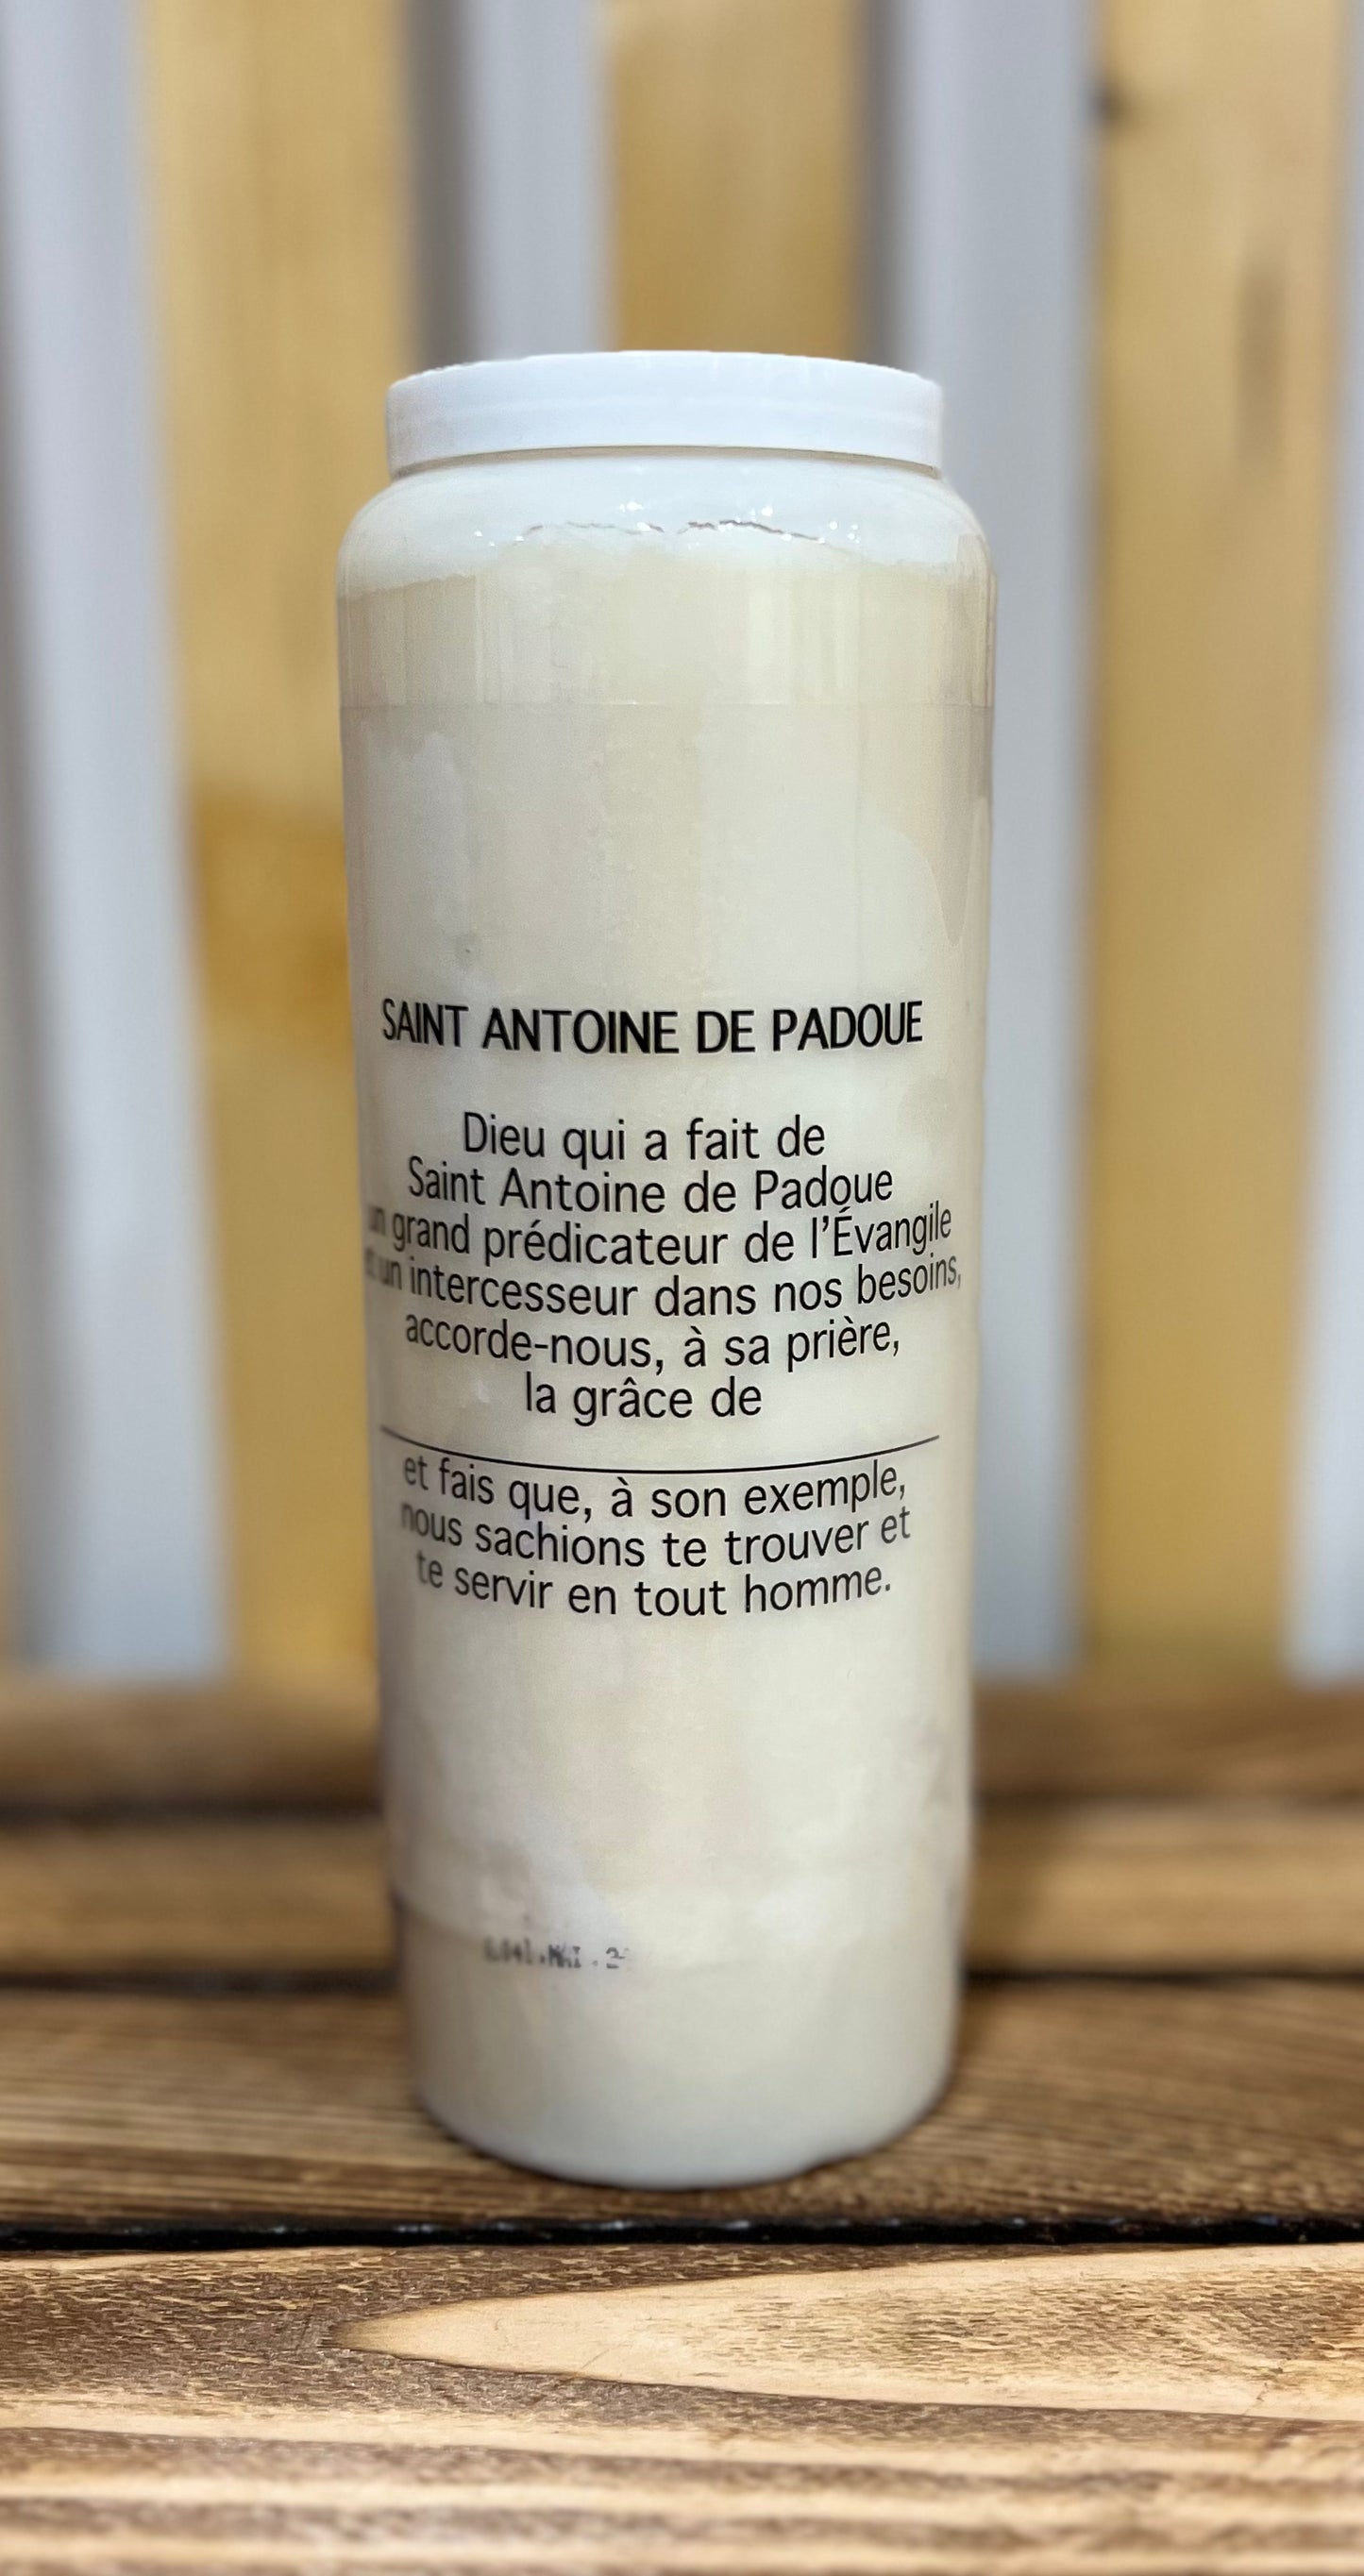 SAINT ANTOINE DE PADOUE
Dieu qui a fait de
Saint Antoine de Padoue
un grand prédicateur de l'Évangile
et un intercesseur dans nos besoins,
accorde-nous, à sa prière,
la grâce de
et fais que, à son exemple,
nous sachions te trouver et
te servir en tout homme.